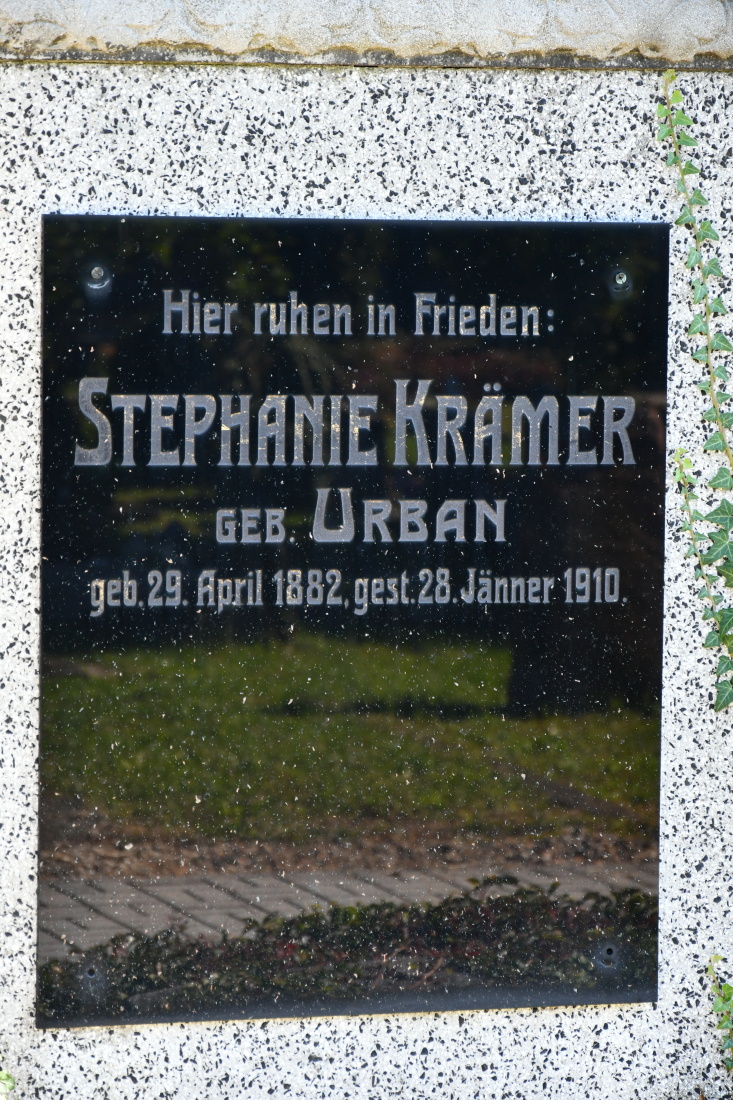 Hier ruhen in Frieden:
STEPHANIE KRÄMER
GEB. URBAN
geb. 29. April 1882, gest. 28. Jänner 1910.